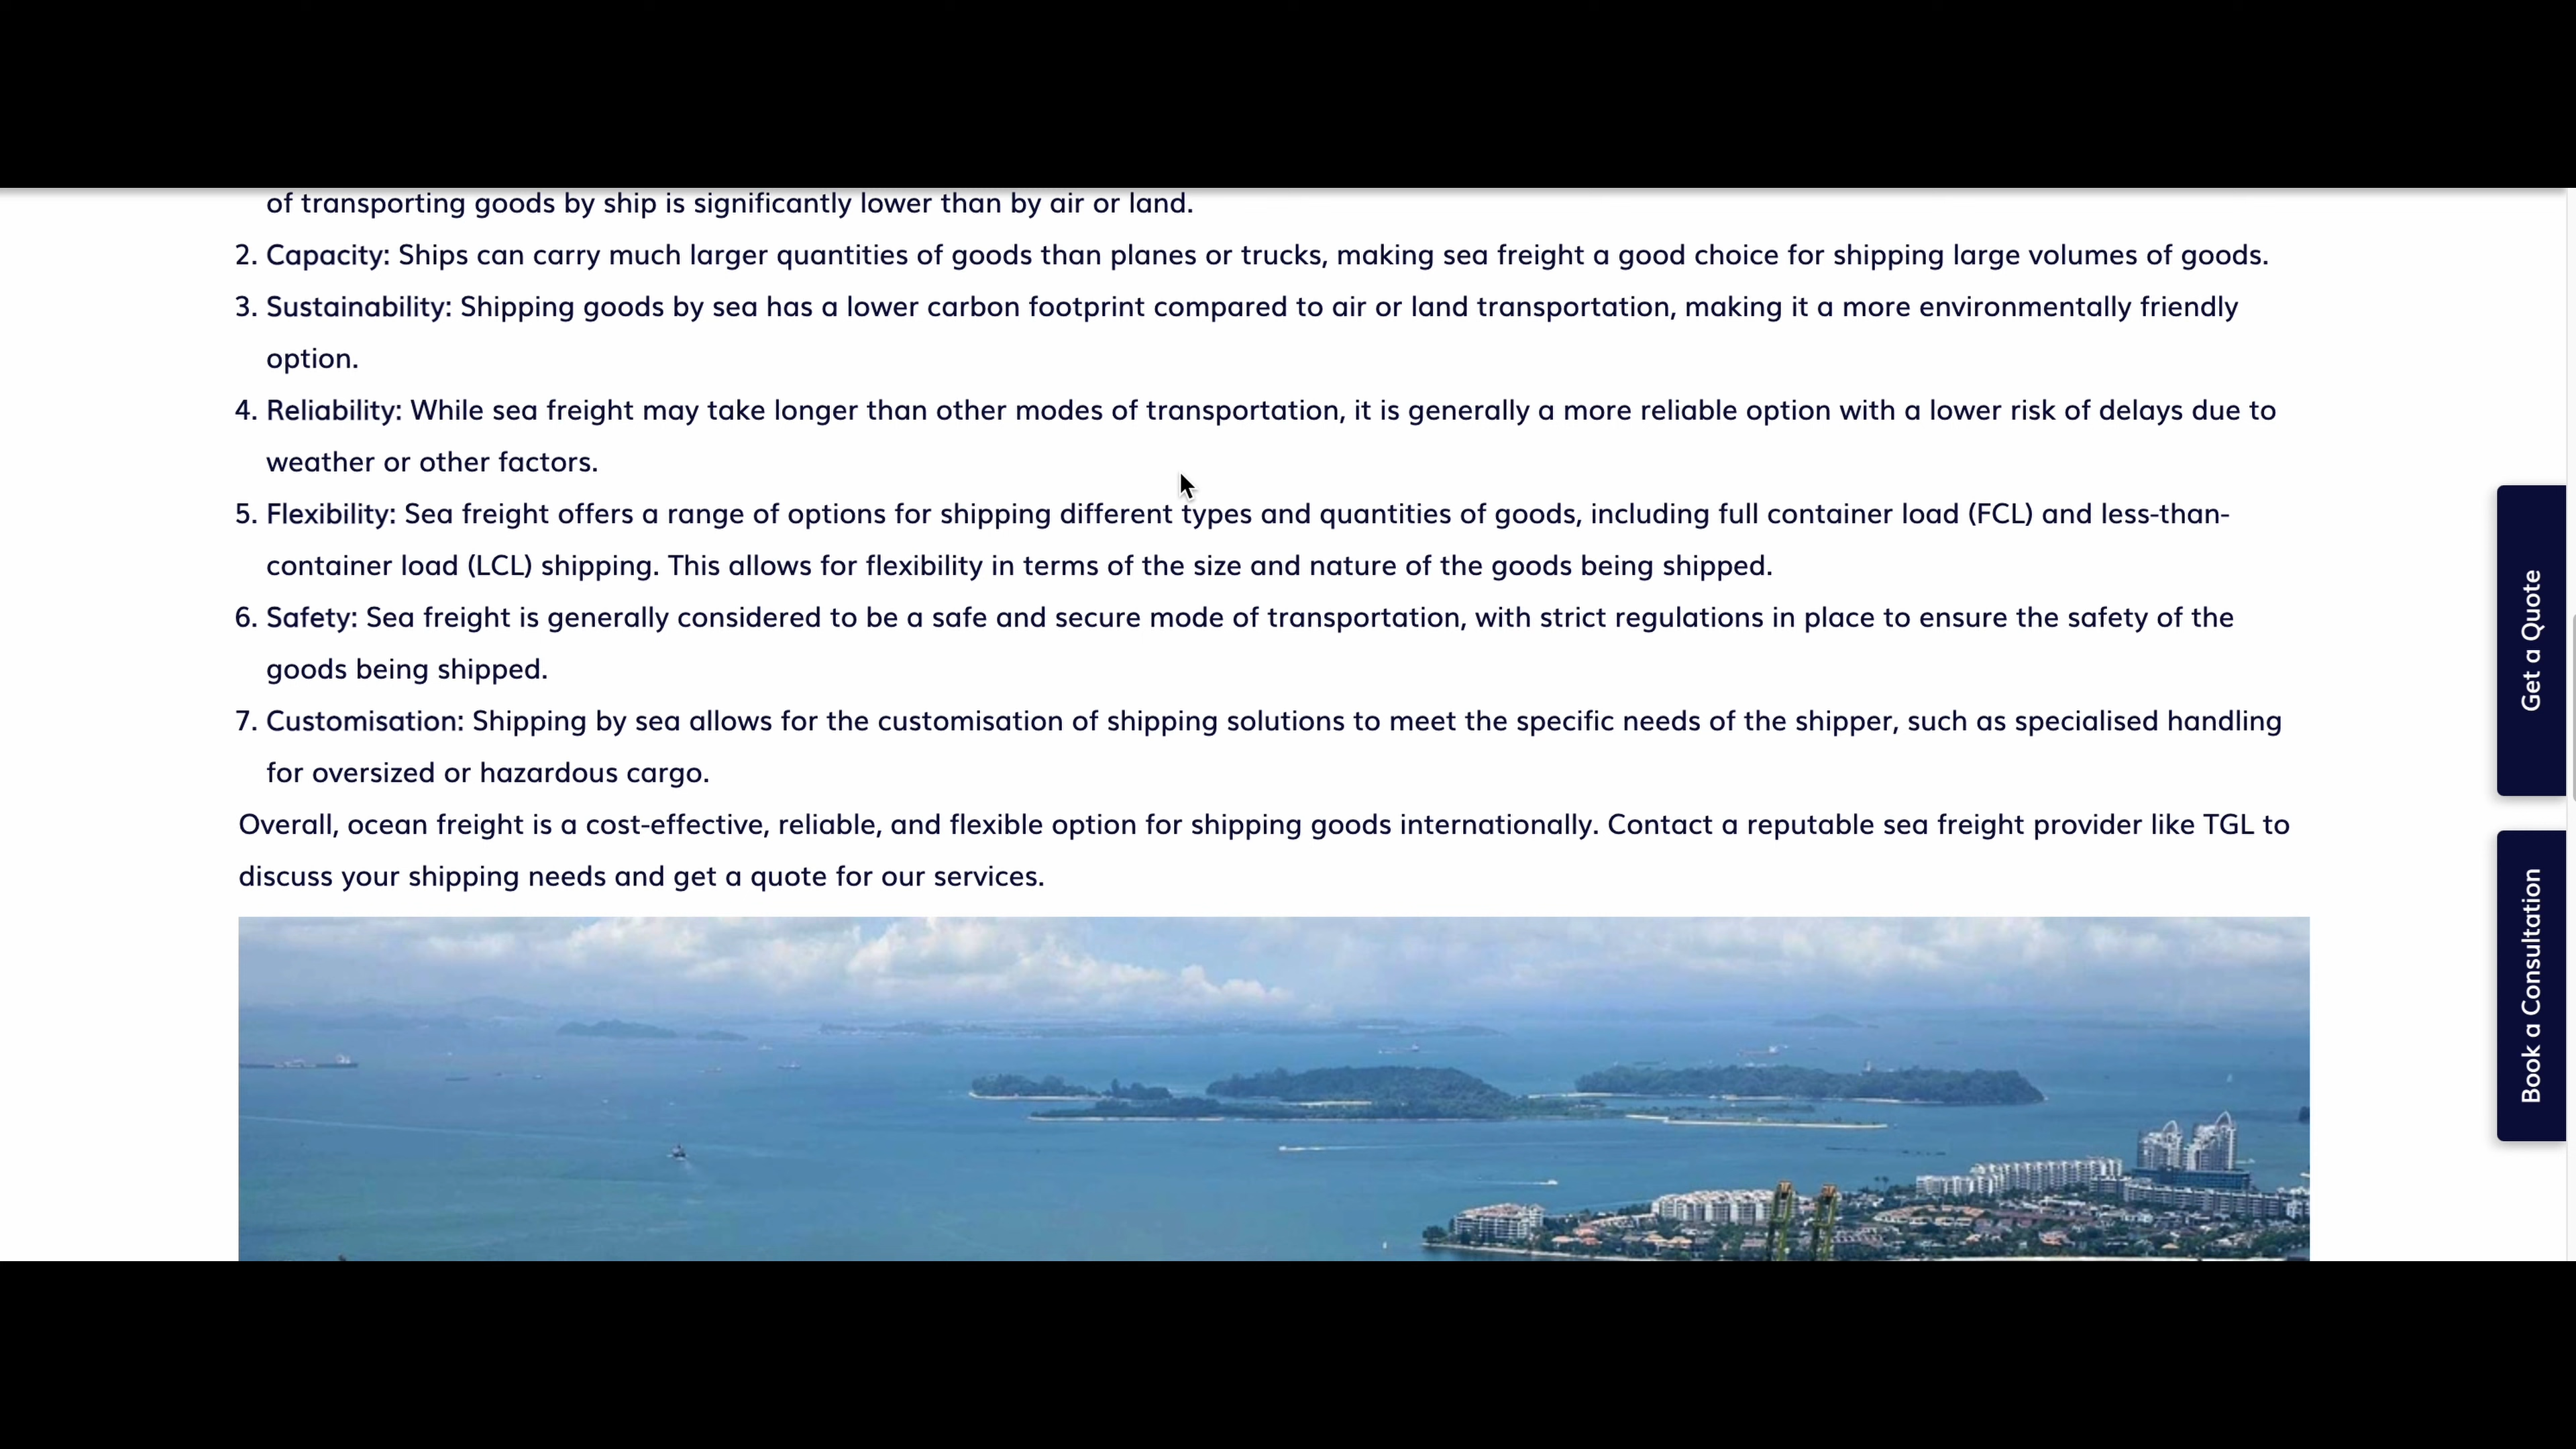 of transporting goods by ship is significantly lower than by air or land.
2. Capacity: Ships can carry much larger quantities of goods than planes or trucks, making sea freight a good choice for shipping large volumes of goods.
3. Sustainability: Shipping goods by sea has a lower carbon footprint compared to air or land transportation, making it a more environmentally friendly
option.
4. Reliability: While sea freight may take longer than other modes of transportation, it is generally a more reliable option with a lower risk of delays due to
weather or other factors.
5. Flexibility: Sea freight offers a range of options for shipping different types and quantities of goods, including full container load (FCL) and less-than-
container load (LCL) shipping. This allows for flexibility in terms of the size and nature of the goods being shipped.
6. Safety: Sea freight is generally considered to be a safe and secure mode of transportation, with strict regulations in place to ensure the safety of the
goods being shipped.
7. Customisation: Shipping by sea allows for the customisation of shipping solutions to meet the specific needs of the shipper, such as specialised handling
for oversized or hazardous cargo.
Overall, ocean freight is a cost-effective, reliable, and flexible option for shipping goods internationally. Contact a reputable sea freight provider like TGL to
discuss your shipping needs and get a quote for our services.
Get a Quote
Book a Consultation